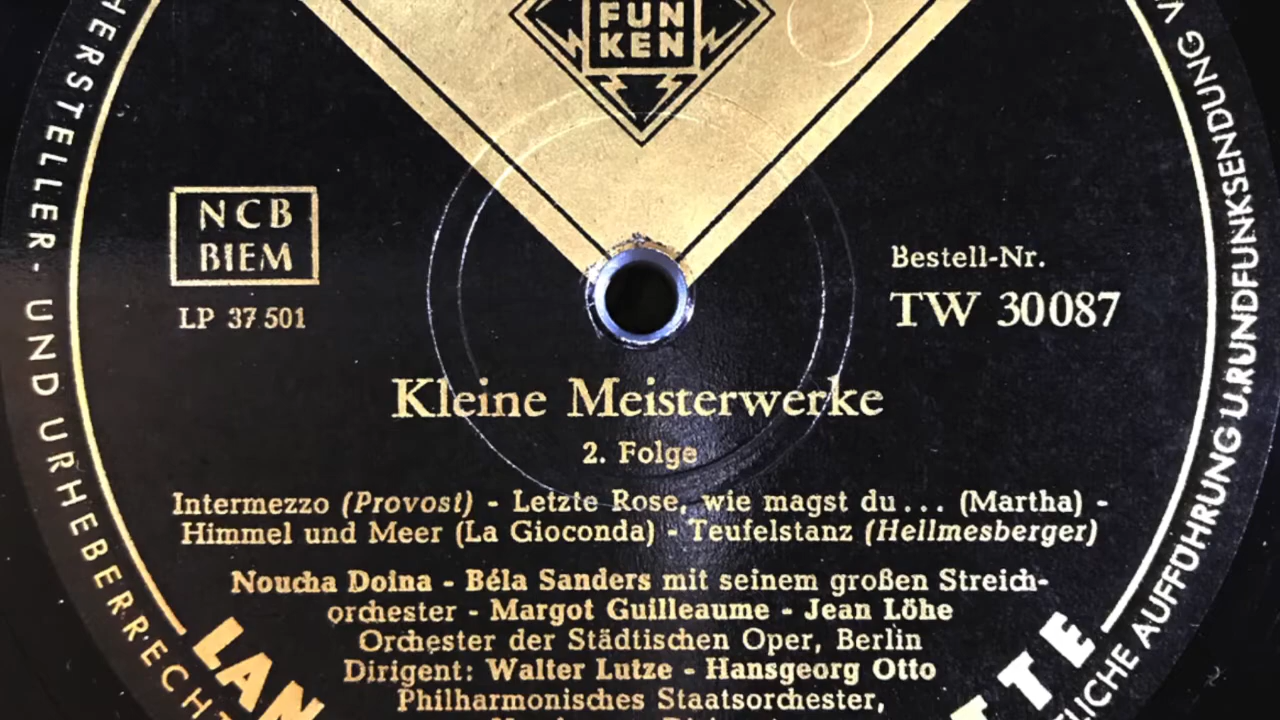 FUN
KEN
NCB
BIEM
LP 37 501
Bestell-Nr.
TW 30087
Kleine Meisterwerke
2. Folge
Intermezzo (Provost) - Letzte Rose, wie magst du... (Martha) -
Himmel und Meer (La Gioconda) - Teufelstanz (Hellmesberger)
Noucha Doina - Béla Sanders mit seinem großen Streich-
orchester - Margot Guilleaume - Jean Löhe
Orchester der Städtischen Oper, Berlin
Dirigent: Walter Lutze - Hansgeorg Otto
Philharmonisches Staatsorchester,
HERSTELLER- UND URHEBERRECHT
AUFFÜHRUNG U.RUNDFUNKSENDUNG